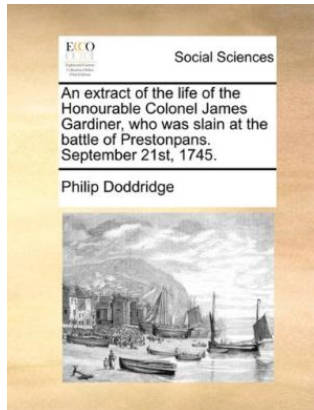 ECCO
Social Sciences
An extract of the life of the
Honourable Colonel James
Gardiner, who was slain at the
battle of Prestonpans.
September 21st, 1745.
Philip Doddridge